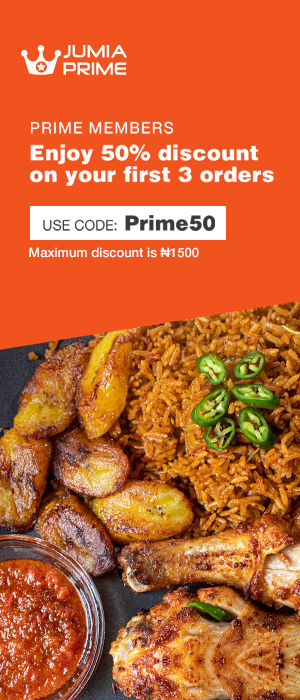 JUMIA
PRIME
PRIME MEMBERS
Enjoy 50% discount
on your first 3 orders
USE CODE: Prime50
Maximum discount is ₦1500